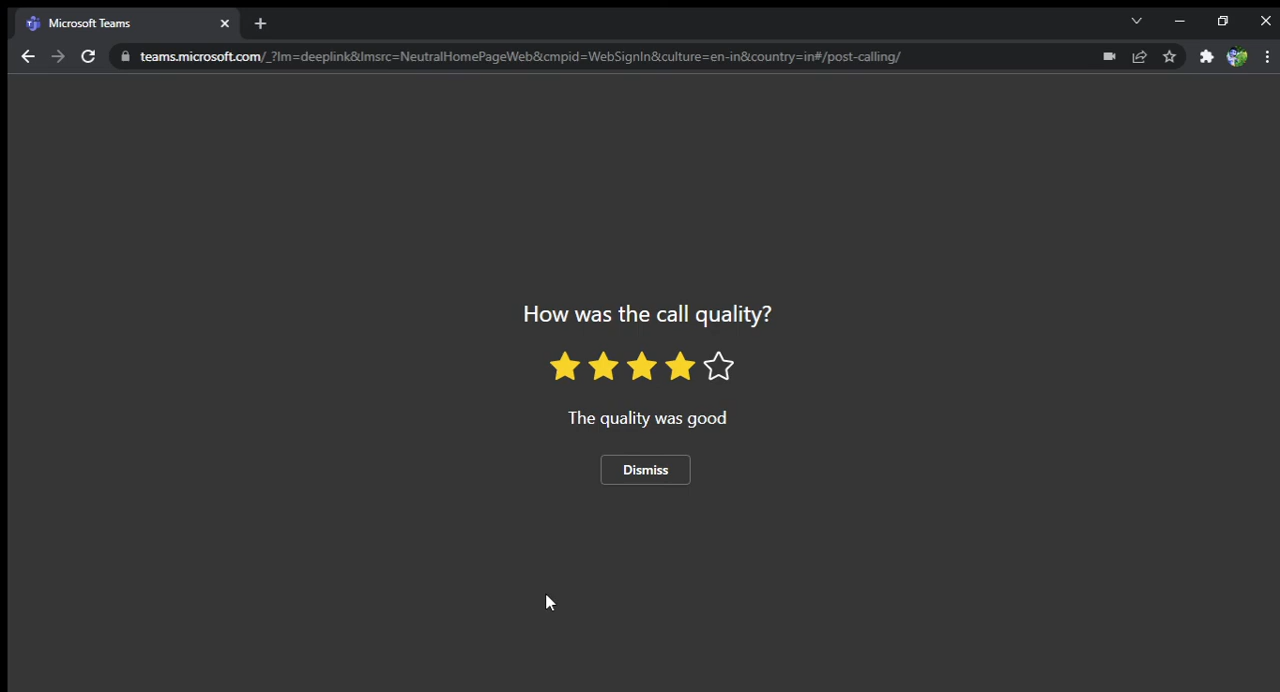 Microsoft Teams
teams.microsoft.com/_?lm=deeplink&lmsrc=NeutralHomePageWeb&cmpid=WebSignIn&culture=en-in&country=in#/post-calling/
How was the call quality?
The quality was good
Dismiss